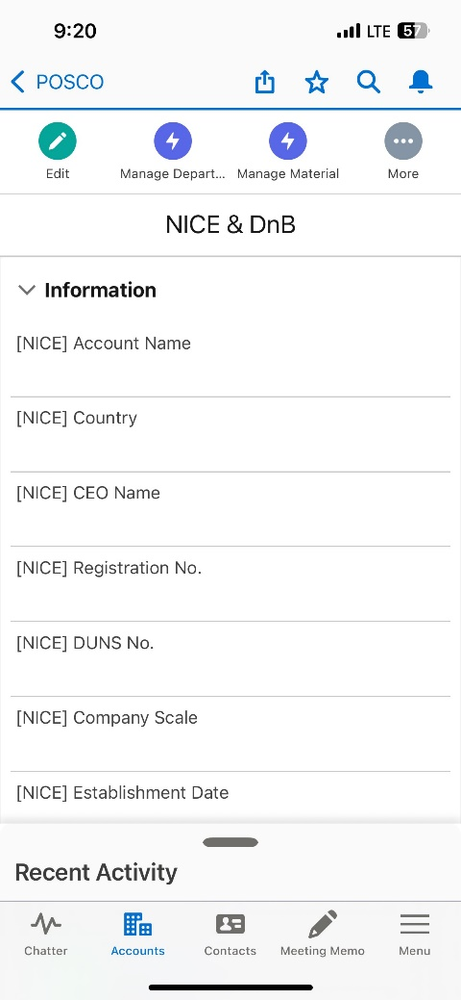 9:20
LTE 57
POSCO
Edit
Manage Depart...
Manage Material
More
NICE & DnB
Information
[NICE] Account Name
[NICE] Country
[NICE] CEO Name
[NICE] Registration No.
[NICE] DUNS No.
[NICE] Company Scale
[NICE] Establishment Date
Recent Activity
Chatter
Accounts
Contacts
Meeting Memo
Menu